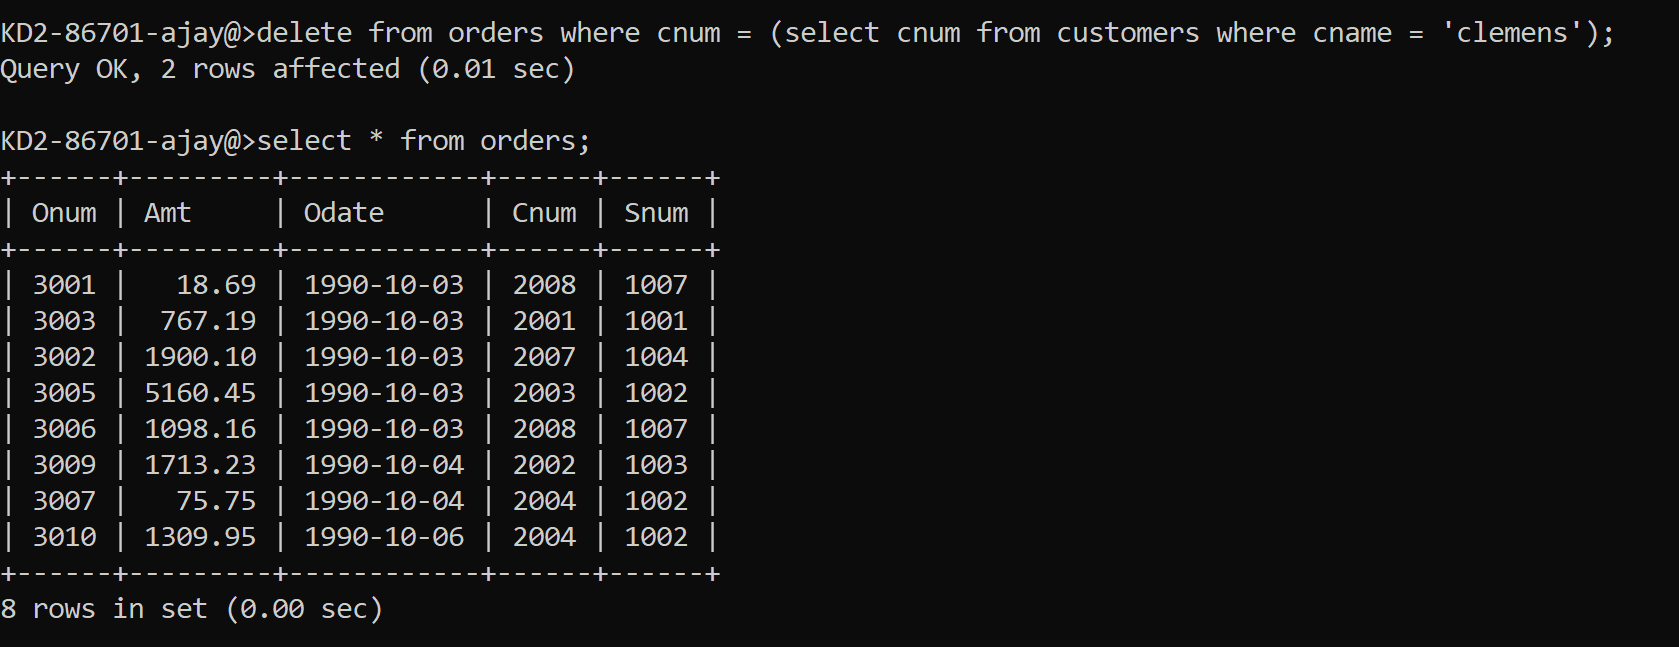 KD2-86701-ajay@>delete from orders where cnum = (select cnum from customers where cname = 'clemens');
Query OK, 2 rows affected (0.01 sec)

KD2-86701-ajay@>select * from orders;
+------+---------+------------+------+------+
| Onum | Amt     | Odate      | Cnum | Snum |
+------+---------+------------+------+------+
| 3001 |   18.69 | 1990-10-03 | 2008 | 1007 |
| 3003 |  767.19 | 1990-10-03 | 2001 | 1001 |
| 3002 | 1900.10 | 1990-10-03 | 2007 | 1004 |
| 3005 | 5160.45 | 1990-10-03 | 2003 | 1002 |
| 3006 | 1098.16 | 1990-10-03 | 2008 | 1007 |
| 3009 | 1713.23 | 1990-10-04 | 2002 | 1003 |
| 3007 |   75.75 | 1990-10-04 | 2004 | 1002 |
| 3010 | 1309.95 | 1990-10-06 | 2004 | 1002 |
+------+---------+------------+------+------+
8 rows in set (0.00 sec)